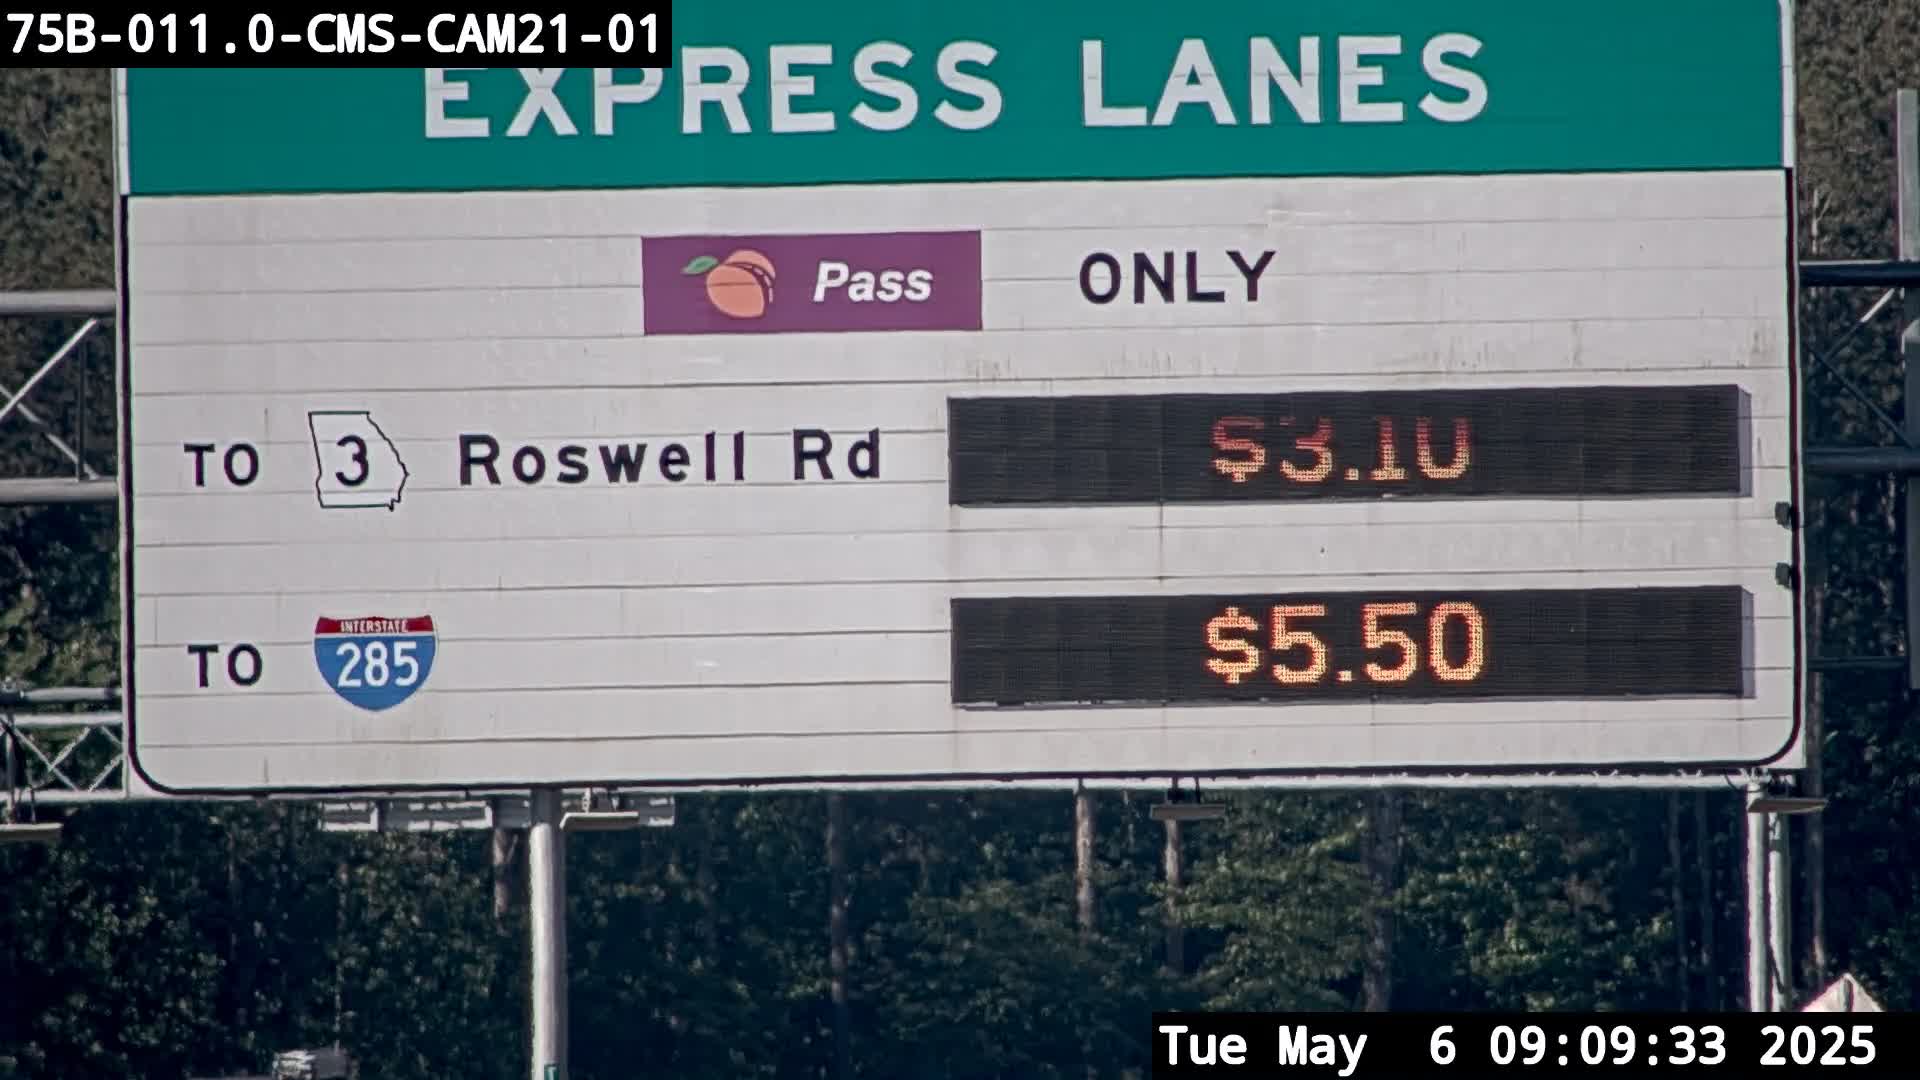 75B-011.0-CMS-CAM21-01
EXPRESS LANES
Pass ONLY
TO 3 Roswell Rd $3.10
INTERSTATE
TO 285 $5.50
Tue May 6 09:09:33 2025